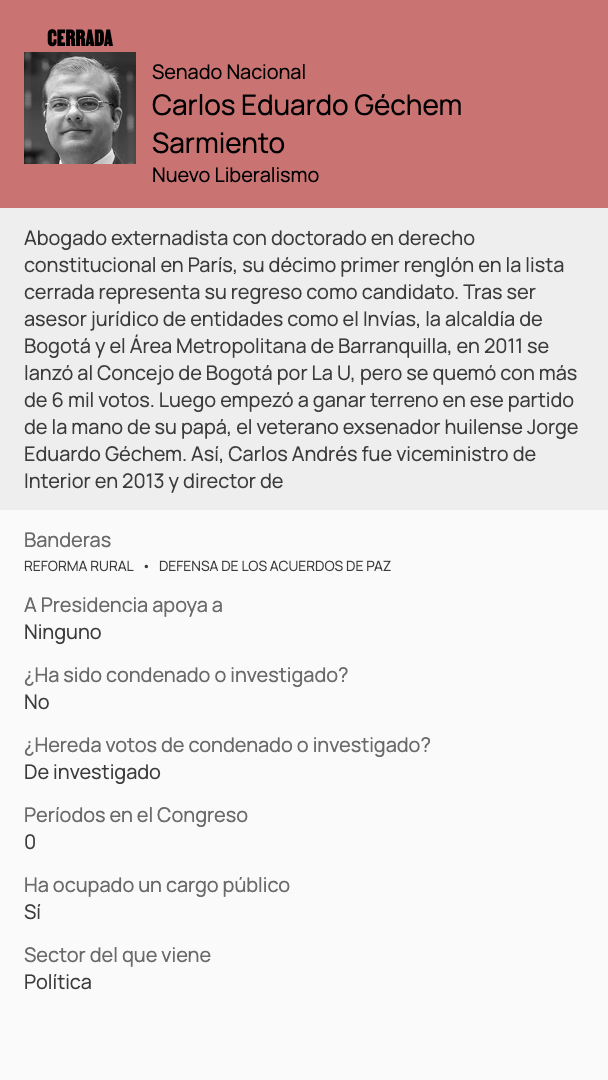 CERRADA
Senado Nacional
Carlos Eduardo Géchem
Sarmiento
Nuevo Liberalismo
Abogado externadista con doctorado en derecho
constitucional en París, su décimo primer renglón en la lista
cerrada representa su regreso como candidato. Tras ser
asesor jurídico de entidades como el Invías, la alcaldía de
Bogotá y el Área Metropolitana de Barranquilla, en 2011 se
lanzó al Concejo de Bogotá por La U, pero se quemó con más
de 6 mil votos. Luego empezó a ganar terreno en ese partido
de la mano de su papá, el veterano exsenador huilense Jorge
Eduardo Géchem. Así, Carlos Andrés fue viceministro de
Interior en 2013 y director de
Banderas
REFORMA RURAL • DEFENSA DE LOS ACUERDOS DE PAZ
A Presidencia apoya a
Ninguno
¿Ha sido condenado o investigado?
No
¿Hereda votos de condenado o investigado?
De investigado
Períodos en el Congreso
0
Ha ocupado un cargo público
Sí
Sector del que viene
Política